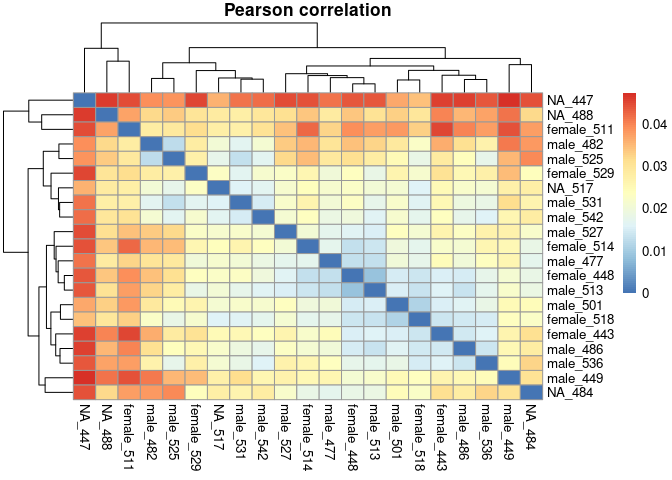 Pearson correlation
NA_447
NA_488
female_511
male_482
male_525
female_529
NA_517
male_531
male_542
male_527
female_514
male_477
female_448
male_513
male_501
female_518
female_443
male_486
male_536
male_449
NA_484
0.04
0.03
0.02
0.01
0
NA_447
NA_488
female_511
male_482
male_525
female_529
NA_517
male_531
male_542
male_527
female_514
male_477
female_448
male_513
male_501
female_518
female_443
male_486
male_536
male_449
NA_484